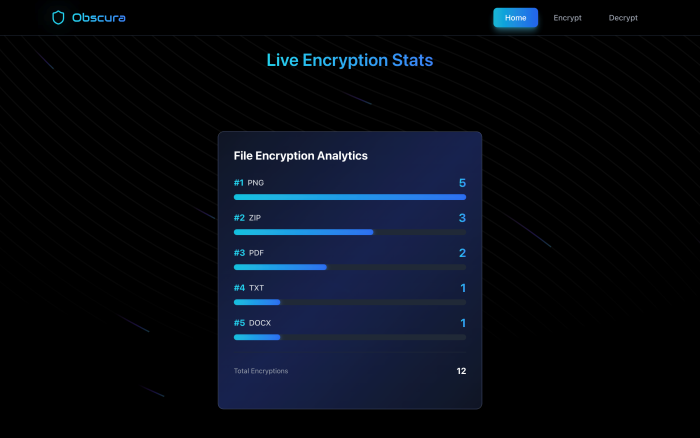 Obscura
Home Encrypt Decrypt
Live Encryption Stats
File Encryption Analytics
#1 PNG 5
#2 ZIP 3
#3 PDF 2
#4 TXT 1
#5 DOCX 1
Total Encryptions 12